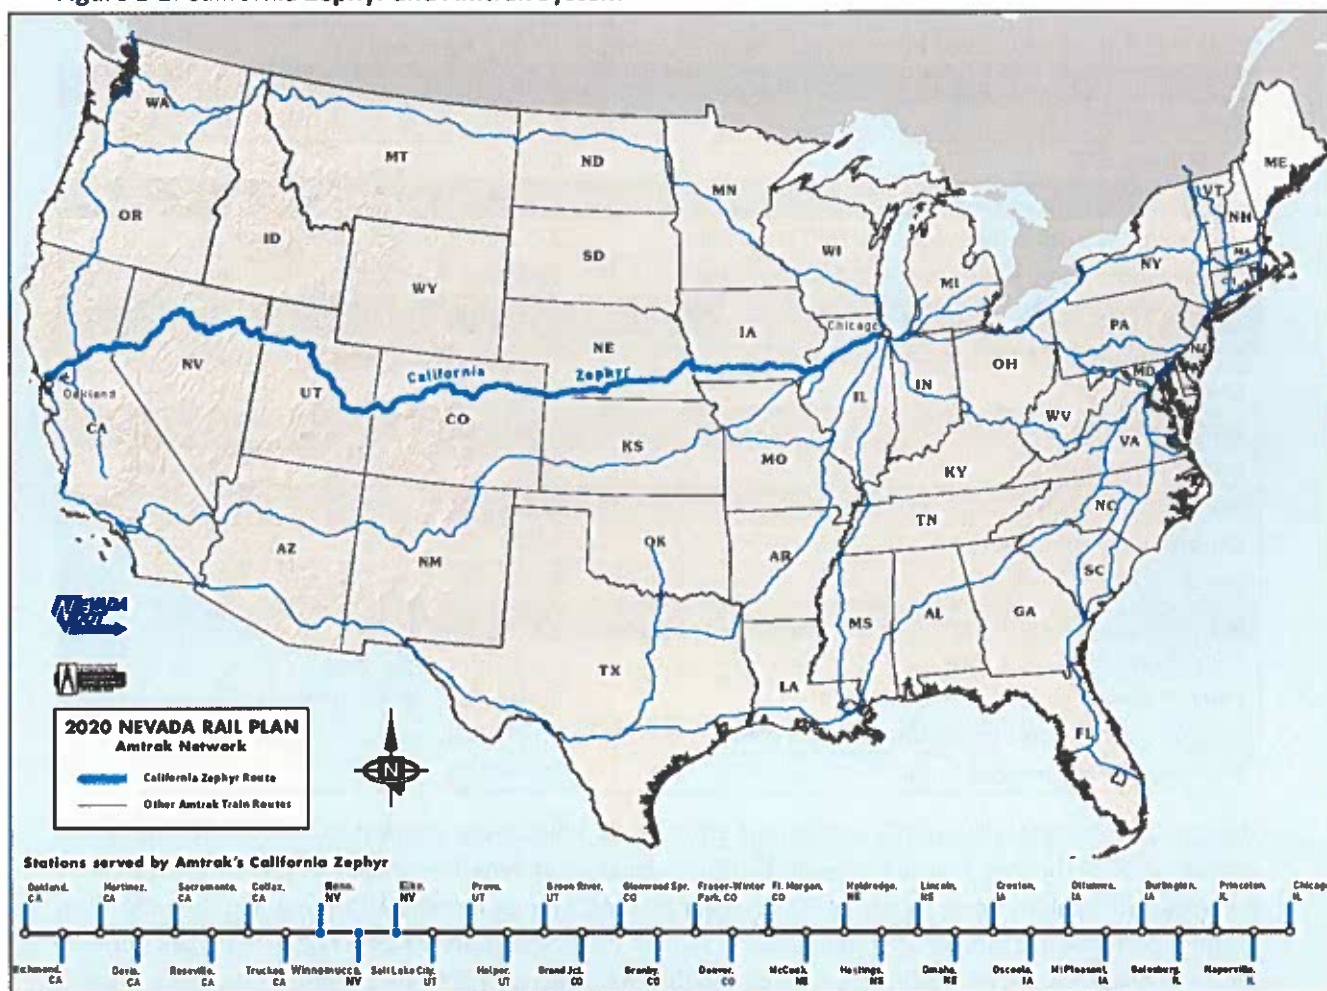 WA
MT
ND
MN
ME
VT
NH
OR
ID
SD
WI
MI
NY
MA
WY
Chicago
IA
PA
NE
OH
NJ
NV
California
Zephyr
MD
Oakland
UT
CO
IL
IN
WV
CA
KS
MO
VA
KY
TN
NC
AZ
NM
OK
AR
SC
MS
AL
GA
NEVADA
DOT
TX
LA
FL
2020 NEVADA RAIL PLAN
Amtrak Network
California Zephyr Route
Other Amtrak Train Routes
N
Stations served by Amtrak's California Zephyr
Oakland, CA
Martinez, CA
Sacramento, CA
Colfax, CA
Reno, NV
Elko, NV
Provo, UT
Green River, UT
Glenwood Spr. CO
Fraser-Winter Park, CO
Ft. Morgan, CO
Holdrege, NE
Lincoln, NE
Creston, IA
Ottumwa, IA
Burlington, IA
Princeton, IL
Chicago IL
Richmond, CA
Davis, CA
Roseville, CA
Truckee, CA
Winnemucca, NV
Salt Lake City, UT
Helper, UT
Grand Jct. CO
Granby, CO
Denver, CO
McCook, NE
Hastings, NE
Omaha, NE
Osceola, IA
Mt Pleasant, IA
Galesburg, IL
Naperville, IL